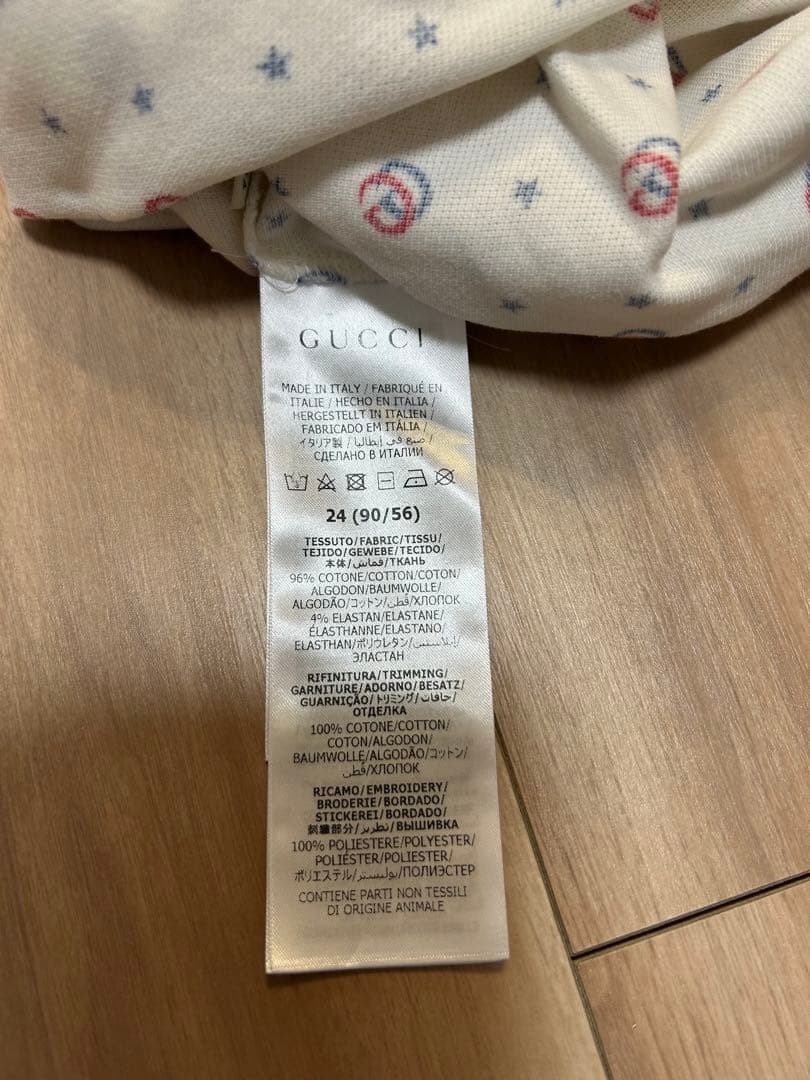 GUCCI
MADE IN ITALY / FABRIQUÉ EN
ITALIE / HECHO EN ITALIA /
HERGESTELLT IN ITALIEN /
FABRICADO EM ITÁLIA /
イタリア製 / صنع في إيطاليا /
СДЕЛАНО В ИТАЛИИ
24 (90/56)
TESSUTO/FABRIC/TISSU/
TEJIDO/GEWEBE/TECIDO/
本体/قماش/ТКАНЬ
96% COTONE/COTTON/COTON/
ALGODON/BAUMWOLLE/
ALGODÃO/コットン/قطن/ХЛОПОК
4% ELASTAN/ELASTANE/
ÉLASTHANNE/ELASTANO/
ELASTHAN/ポリウレタン/إيلاستين/
ЭЛАСТАН
RIFINITURA/TRIMMING/
GARNITURE/ADORNO/BESATZ/
GUARNIÇÃO/トリミング/حافات/
ОТДЕЛКА
100% COTONE/COTTON/
COTON/ALGODON/
BAUMWOLLE/ALGODÃO/コットン/
قطن/ХЛОПОК
RICAMO/EMBROIDERY/
BRODERIE/BORDADO/
STICKEREI/BORDADO/
刺繍部分/تطريز/ВЫШИВКА
100% POLIESTERE/POLYESTER/
POLIÉSTER/POLIESTER/
ポリエステル/بوليستر/ПОЛИЭСТЕР
CONTIENE PARTI NON TESSILI
DI ORIGINE ANIMALE